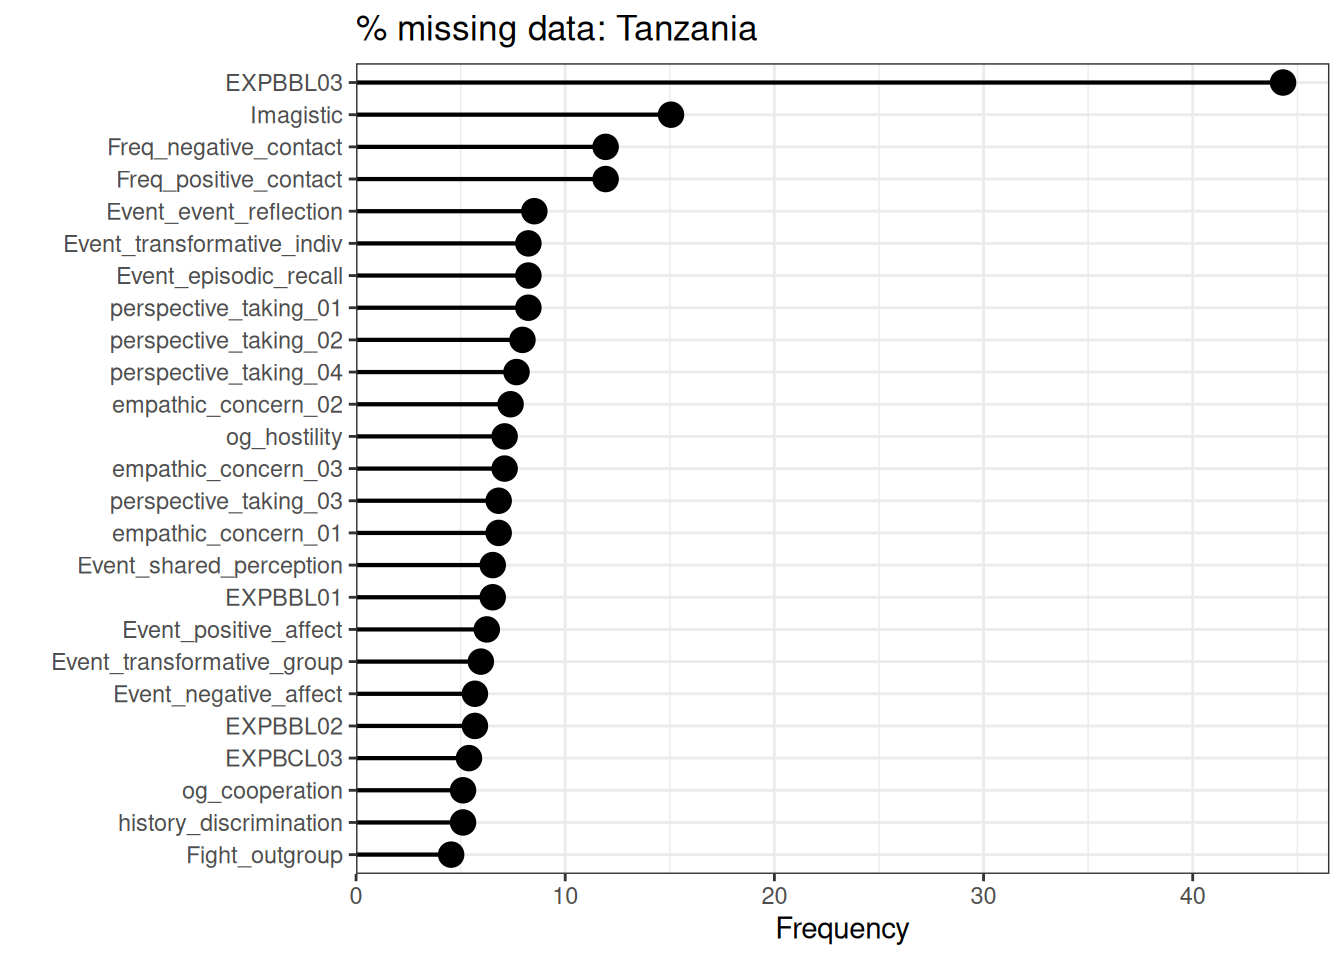 % missing data: Tanzania
EXPBBL03
Imagistic
Freq_negative_contact
Freq_positive_contact
Event_event_reflection
Event_transformative_indiv
Event_episodic_recall
perspective_taking_01
perspective_taking_02
perspective_taking_04
empathic_concern_02
og_hostility
empathic_concern_03
perspective_taking_03
empathic_concern_01
Event_shared_perception
EXPBBL01
Event_positive_affect
Event_transformative_group
Event_negative_affect
EXPBBL02
EXPBCL03
og_cooperation
history_discrimination
Fight_outgroup
0 10 20 30 40
Frequency